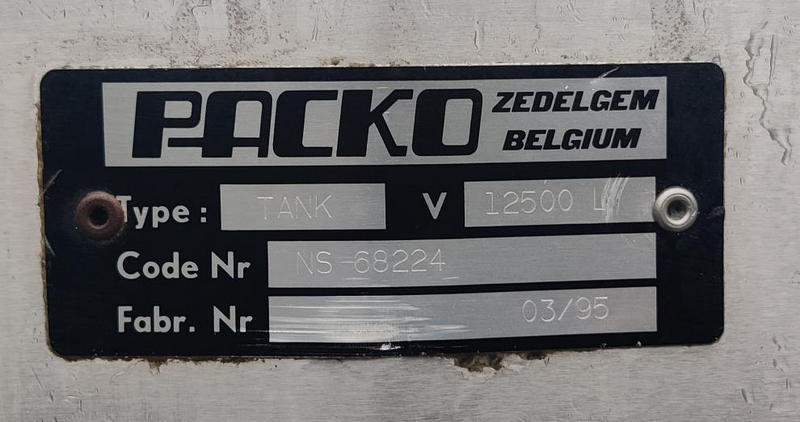 PACKO ZEDELGEM
BELGIUM
Type : TANK V 12500 L
Code Nr NS-68224
Fabr. Nr 03/95